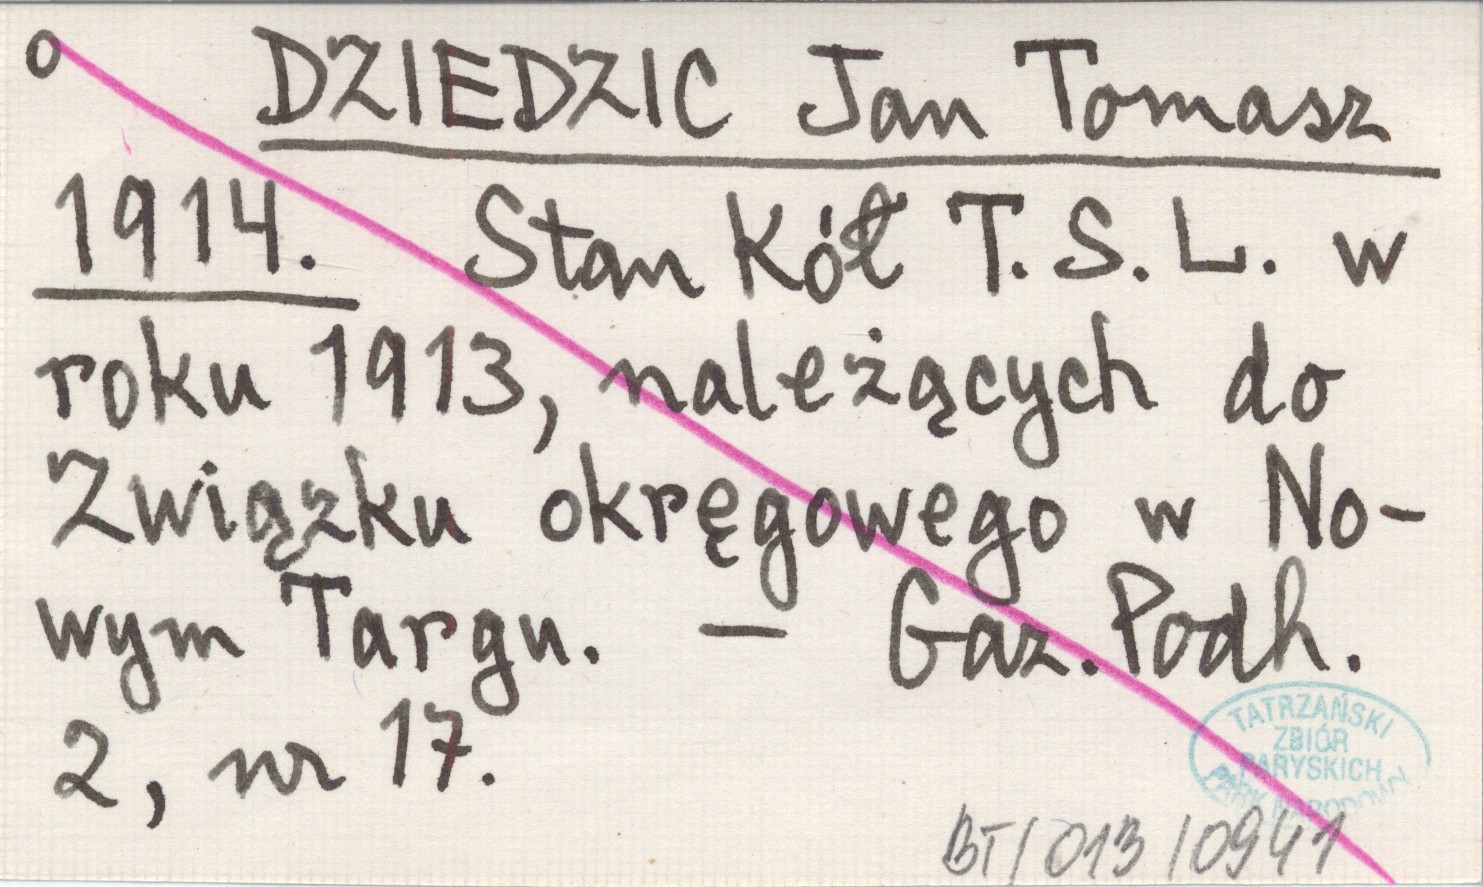 o DZIEDZIC Jan Tomasz
1914. Stan Kół T.S.L. w
roku 1913, należących do
Związku okręgowego w No-
wym Targu. — Gaz. Podh.
2, nr 17.
TATRZAŃSKI
ZBIÓR
PARYSKICH
PARK NARODOWY
BT/013/0941